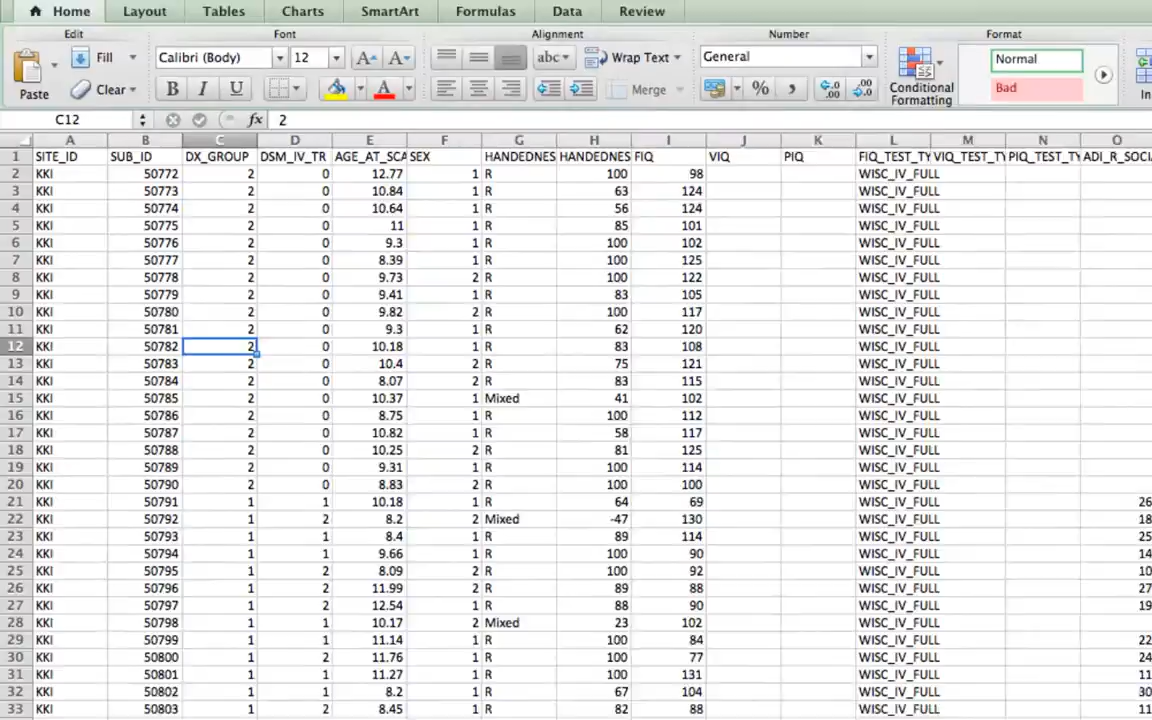 Home Layout Tables Charts SmartArt Formulas Data Review
Edit Font Alignment Number Format
Fill Calibri (Body) 12 A A abc Wrap Text General Normal
Paste Clear B I U A Merge % , .0 .00 .00 .0 Conditional Formatting Bad In
C12 fx 2
A B C D E F G H I J K L M N O
1 SITE_ID SUB_ID DX_GROUP DSM_IV_TR AGE_AT_SCA SEX HANDEDNES HANDEDNES FIQ VIQ PIQ FIQ_TEST_TY VIQ_TEST_TY PIQ_TEST_TY ADI_R_SOCI
2 KKI 50772 2 0 12.77 1 R 100 98 WISC_IV_FULL
3 KKI 50773 2 0 10.84 1 R 63 124 WISC_IV_FULL
4 KKI 50774 2 0 10.64 1 R 56 124 WISC_IV_FULL
5 KKI 50775 2 0 11 1 R 85 101 WISC_IV_FULL
6 KKI 50776 2 0 9.3 1 R 100 102 WISC_IV_FULL
7 KKI 50777 2 0 8.39 1 R 100 125 WISC_IV_FULL
8 KKI 50778 2 0 9.73 2 R 100 122 WISC_IV_FULL
9 KKI 50779 2 0 9.41 1 R 83 105 WISC_IV_FULL
10 KKI 50780 2 0 9.82 2 R 100 117 WISC_IV_FULL
11 KKI 50781 2 0 9.3 1 R 62 120 WISC_IV_FULL
12 KKI 50782 2 0 10.18 1 R 83 108 WISC_IV_FULL
13 KKI 50783 2 0 10.4 2 R 75 121 WISC_IV_FULL
14 KKI 50784 2 0 8.07 2 R 83 115 WISC_IV_FULL
15 KKI 50785 2 0 10.37 1 Mixed 41 102 WISC_IV_FULL
16 KKI 50786 2 0 8.75 1 R 100 112 WISC_IV_FULL
17 KKI 50787 2 0 10.82 1 R 58 117 WISC_IV_FULL
18 KKI 50788 2 0 10.25 2 R 81 125 WISC_IV_FULL
19 KKI 50789 2 0 9.31 1 R 100 114 WISC_IV_FULL
20 KKI 50790 2 0 8.83 2 R 100 100 WISC_IV_FULL
21 KKI 50791 1 1 10.18 1 R 64 69 WISC_IV_FULL 26
22 KKI 50792 1 2 8.2 2 Mixed -47 130 WISC_IV_FULL 18
23 KKI 50793 1 1 8.4 1 R 89 114 WISC_IV_FULL 25
24 KKI 50794 1 1 9.66 1 R 100 90 WISC_IV_FULL 14
25 KKI 50795 1 2 8.09 2 R 100 92 WISC_IV_FULL 10
26 KKI 50796 1 2 11.99 2 R 89 88 WISC_IV_FULL 27
27 KKI 50797 1 2 12.54 1 R 88 90 WISC_IV_FULL 19
28 KKI 50798 1 1 10.17 2 Mixed 23 102 WISC_IV_FULL
29 KKI 50799 1 1 11.14 1 R 100 84 WISC_IV_FULL 22
30 KKI 50800 1 2 11.76 1 R 100 77 WISC_IV_FULL 24
31 KKI 50801 1 1 11.27 1 R 100 131 WISC_IV_FULL 11
32 KKI 50802 1 1 8.2 1 R 67 104 WISC_IV_FULL 30
33 KKI 50803 1 2 8.45 1 R 82 88 WISC_IV_FULL 11